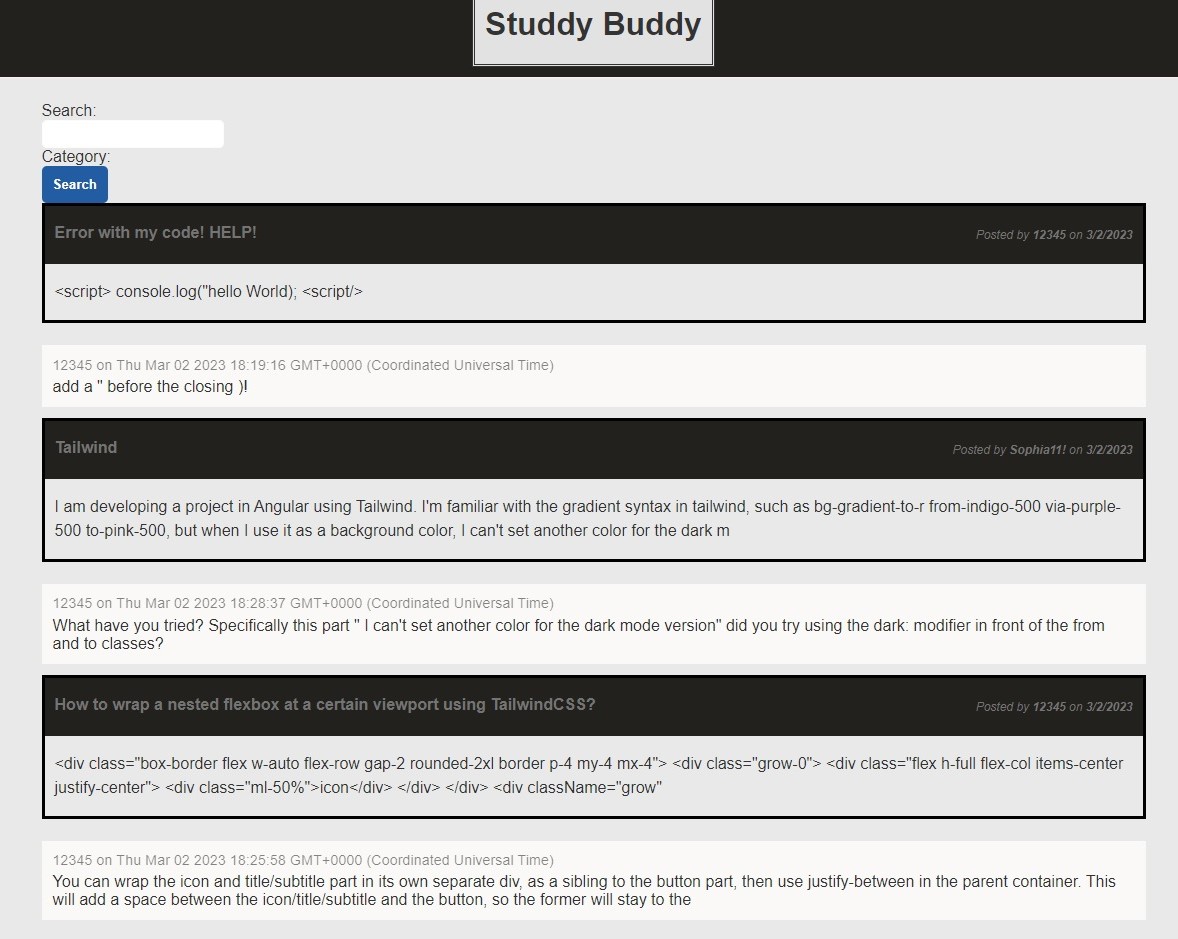 Studdy Buddy
Search:
Category:
Search
Error with my code! HELP!
Posted by 12345 on 3/2/2023
<script> console.log("hello World); <script/>
12345 on Thu Mar 02 2023 18:19:16 GMT+0000 (Coordinated Universal Time)
add a " before the closing )!
Tailwind
Posted by Sophia11! on 3/2/2023
I am developing a project in Angular using Tailwind. I'm familiar with the gradient syntax in tailwind, such as bg-gradient-to-r from-indigo-500 via-purple-
500 to-pink-500, but when I use it as a background color, I can't set another color for the dark m
12345 on Thu Mar 02 2023 18:28:37 GMT+0000 (Coordinated Universal Time)
What have you tried? Specifically this part " I can't set another color for the dark mode version" did you try using the dark: modifier in front of the from
and to classes?
How to wrap a nested flexbox at a certain viewport using TailwindCSS?
Posted by 12345 on 3/2/2023
<div class="box-border flex w-auto flex-row gap-2 rounded-2xl border p-4 my-4 mx-4"> <div class="grow-0"> <div class="flex h-full flex-col items-center
justify-center"> <div class="ml-50%">icon</div> </div> </div> <div className="grow"
12345 on Thu Mar 02 2023 18:25:58 GMT+0000 (Coordinated Universal Time)
You can wrap the icon and title/subtitle part in its own separate div, as a sibling to the button part, then use justify-between in the parent container. This
will add a space between the icon/title/subtitle and the button, so the former will stay to the